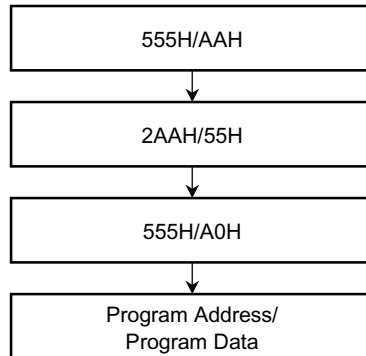 555H/AAH
2AAH/55H
555H/A0H
Program Address/
Program Data